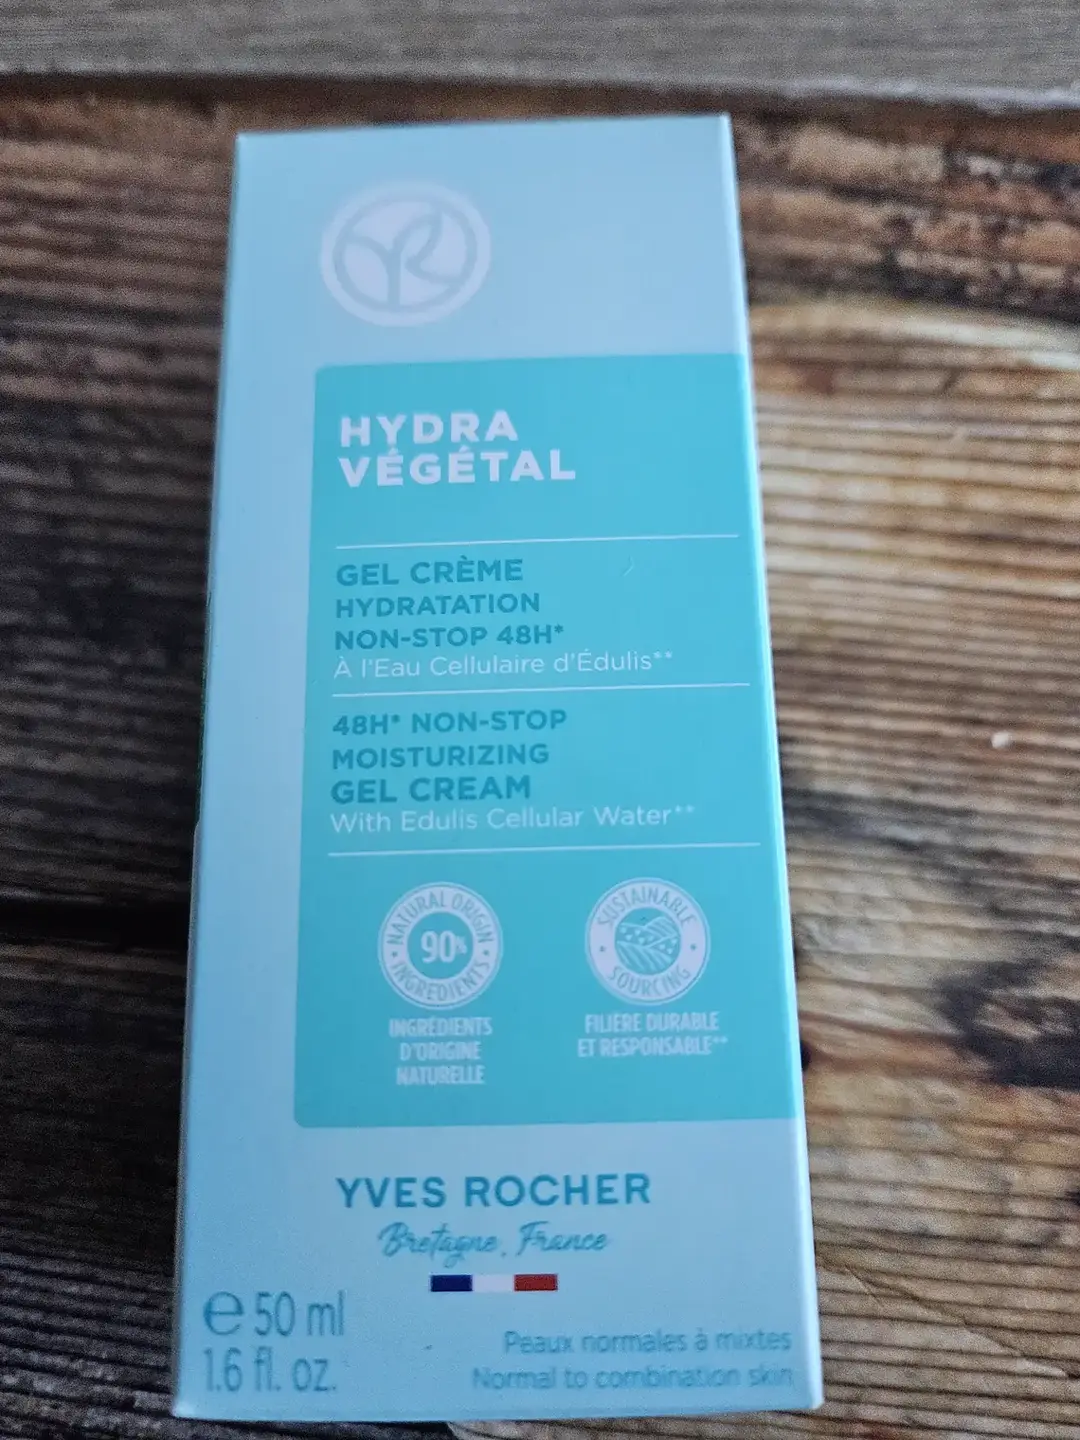 YR
HYDRA
VÉGÉTAL
GEL CRÈME
HYDRATATION
NON-STOP 48H*
À l'Eau Cellulaire d'Édulis**
48H* NON-STOP
MOISTURIZING
GEL CREAM
With Edulis Cellular Water**
NATURAL ORIGIN
90%
INGREDIENTS
INGRÉDIENTS
D'ORIGINE
NATURELLE
SUSTAINABLE
SOURCING
FILIÈRE DURABLE
ET RESPONSABLE**
YVES ROCHER
Bretagne, France
e 50 ml
1.6 fl. oz.
Peaux normales à mixtes
Normal to combination skin